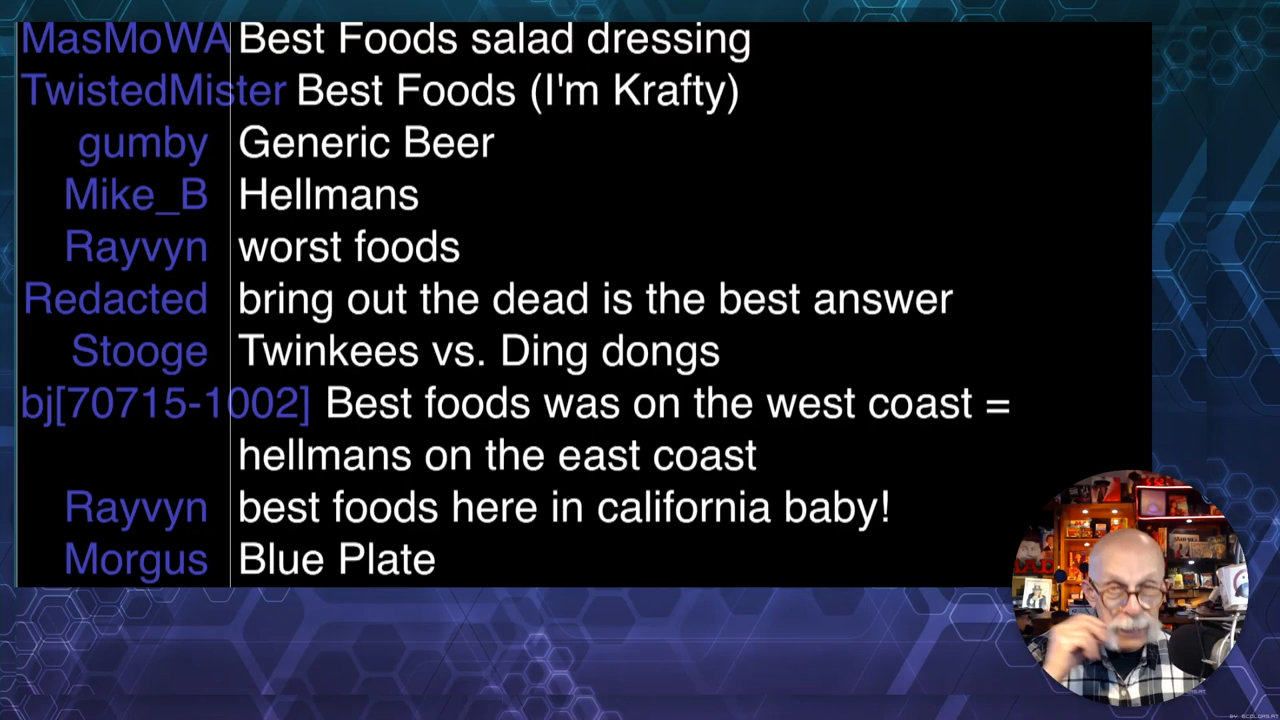 MasMoWA Best Foods salad dressing
TwistedMister Best Foods (I'm Krafty)
gumby Generic Beer
Mike_B Hellmans
Rayvyn worst foods
Redacted bring out the dead is the best answer
Stooge Twinkees vs. Ding dongs
bj[70715-1002] Best foods was on the west coast =
hellmans on the east coast
Rayvyn best foods here in california baby!
Morgus Blue Plate